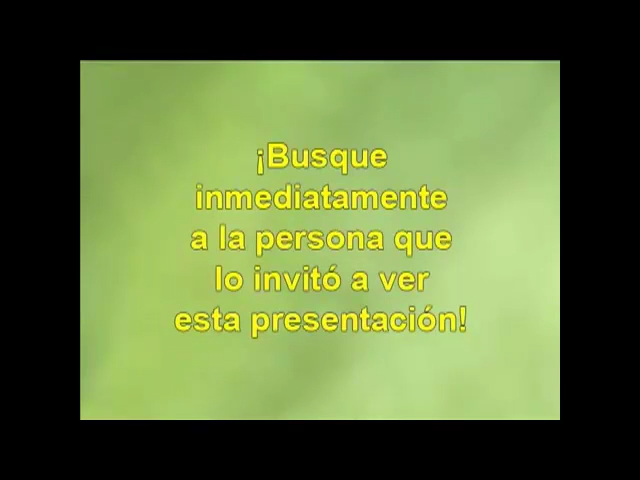 ¡Busque
inmediatamente
a la persona que
lo invitó a ver
esta presentación!